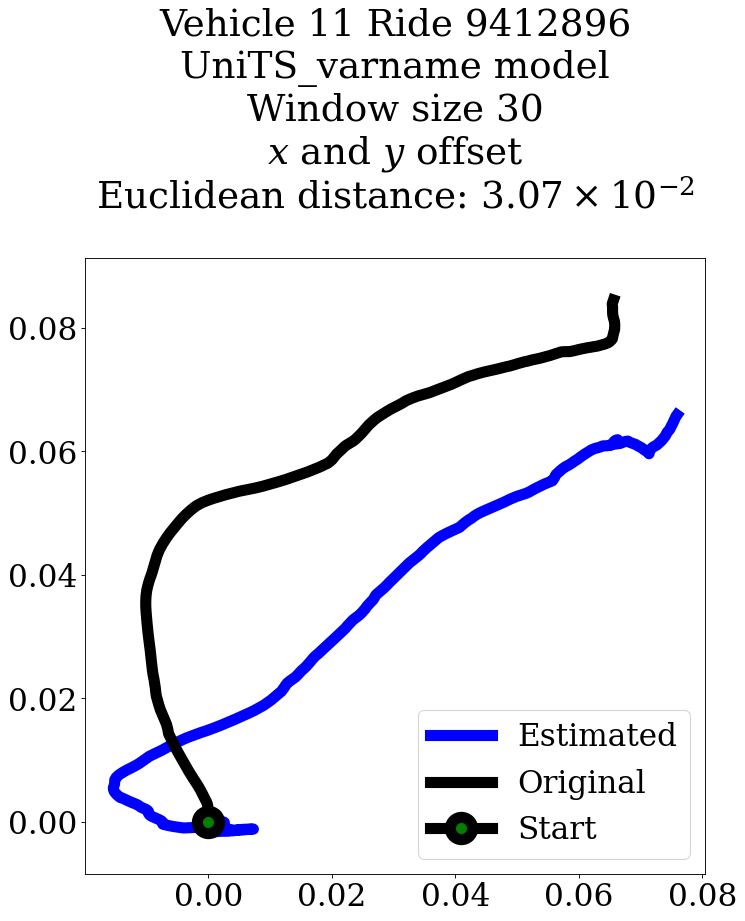 Vehicle 11 Ride 9412896
UniTS_varname model
Window size 30
x and y offset
Euclidean distance: 3.07 × 10⁻²
0.08
0.06
0.04
0.02
0.00
Estimated
Original
Start
0.00 0.02 0.04 0.06 0.08